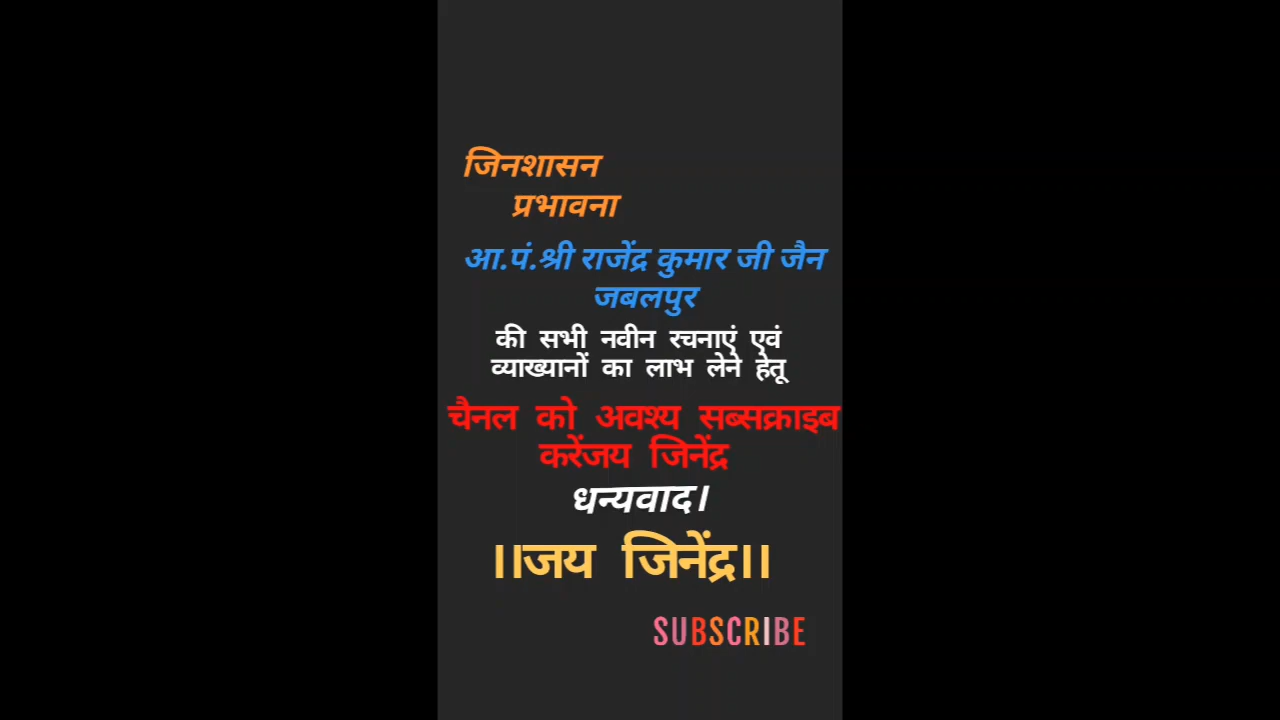 जिनशासन
प्रभावना
आ.पं.श्री राजेंद्र कुमार जी जैन
जबलपुर
की सभी नवीन रचनाएं एवं
व्याख्यानों का लाभ लेने हेतू
चैनल को अवश्य सब्सक्राइब
करेंजय जिनेंद्र
धन्यवाद।
।।जय जिनेंद्र।।
SUBSCRIBE